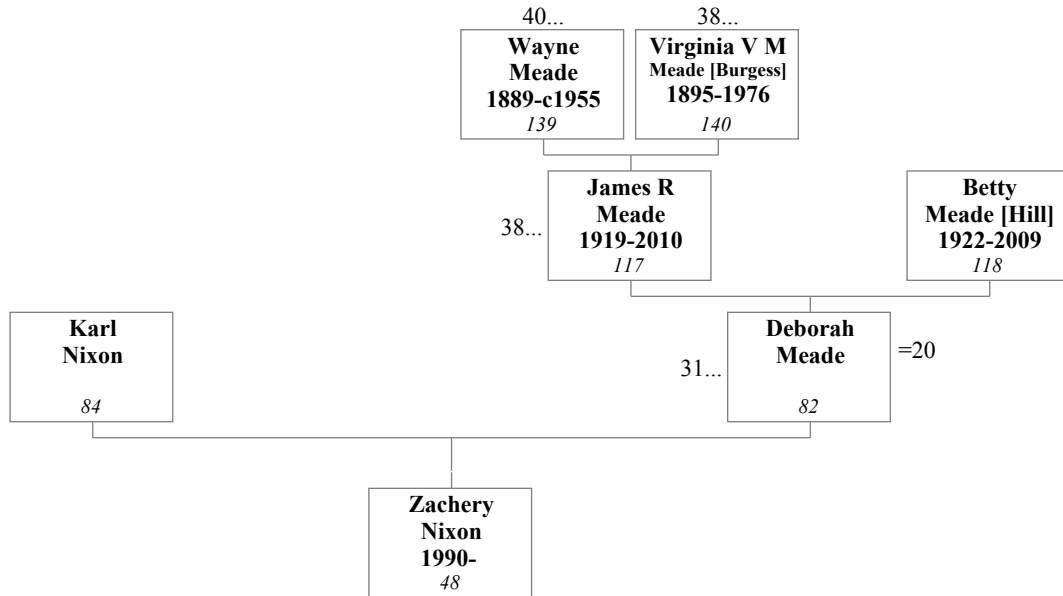 40...
38...
Wayne
Meade
1889-c1955
139
Virginia V M
Meade [Burgess]
1895-1976
140
38...
James R
Meade
1919-2010
117
Betty
Meade [Hill]
1922-2009
118
Karl
Nixon
84
31...
Deborah
Meade
82
=20
Zachery
Nixon
1990-
48